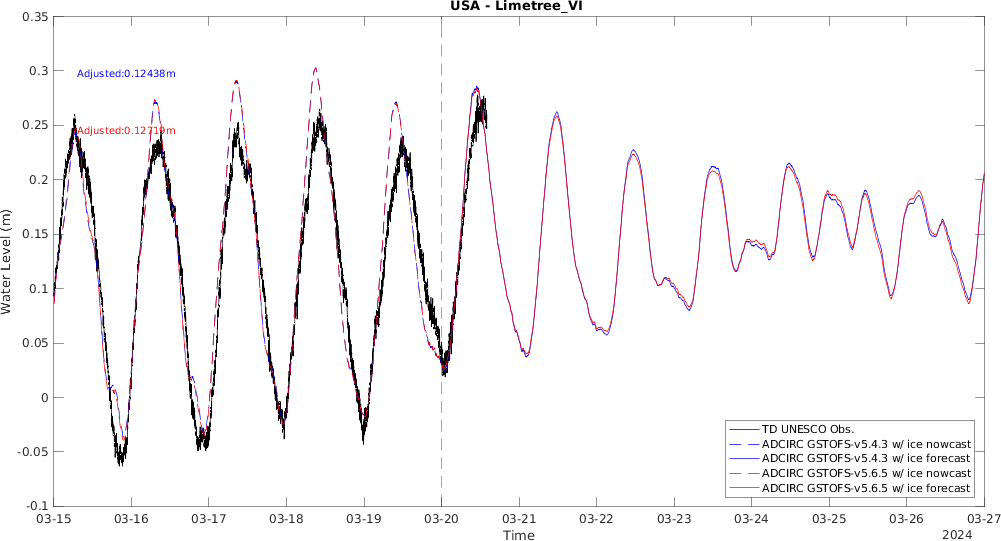 USA - Limetree_VI
0.35
0.3
0.25
0.2
0.15
0.1
0.05
0
-0.05
-0.1
Water Level (m)
Adjusted:0.12438m
Adjusted:0.12719m
TD UNESCO Obs.
ADCIRC GSTOFS-v5.4.3 w/ ice nowcast
ADCIRC GSTOFS-v5.4.3 w/ ice forecast
ADCIRC GSTOFS-v5.6.5 w/ ice nowcast
ADCIRC GSTOFS-v5.6.5 w/ ice forecast
03-15 03-16 03-17 03-18 03-19 03-20 03-21 03-22 03-23 03-24 03-25 03-26 03-27
Time
2024